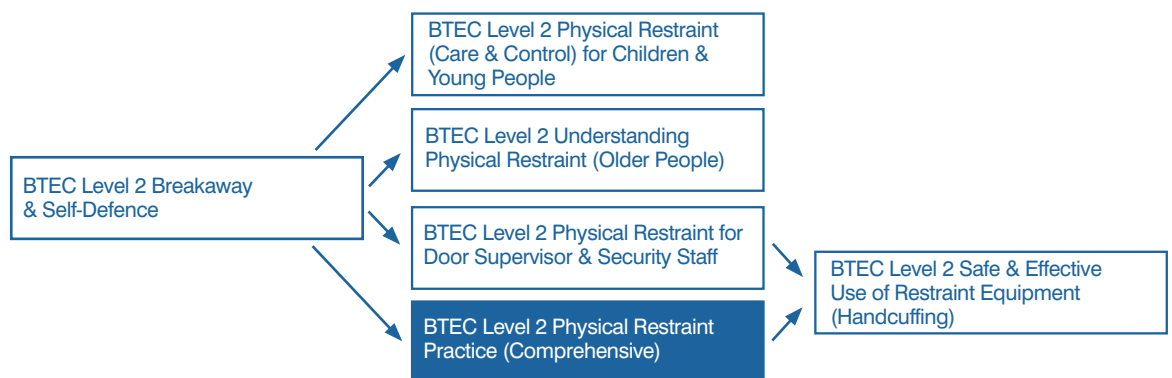 BTEC Level 2 Physical Restraint
(Care & Control) for Children &
Young People
BTEC Level 2 Understanding
Physical Restraint (Older People)
BTEC Level 2 Breakaway
& Self-Defence
BTEC Level 2 Physical Restraint for
Door Supervisor & Security Staff
BTEC Level 2 Safe & Effective
Use of Restraint Equipment
(Handcuffing)
BTEC Level 2 Physical Restraint
Practice (Comprehensive)